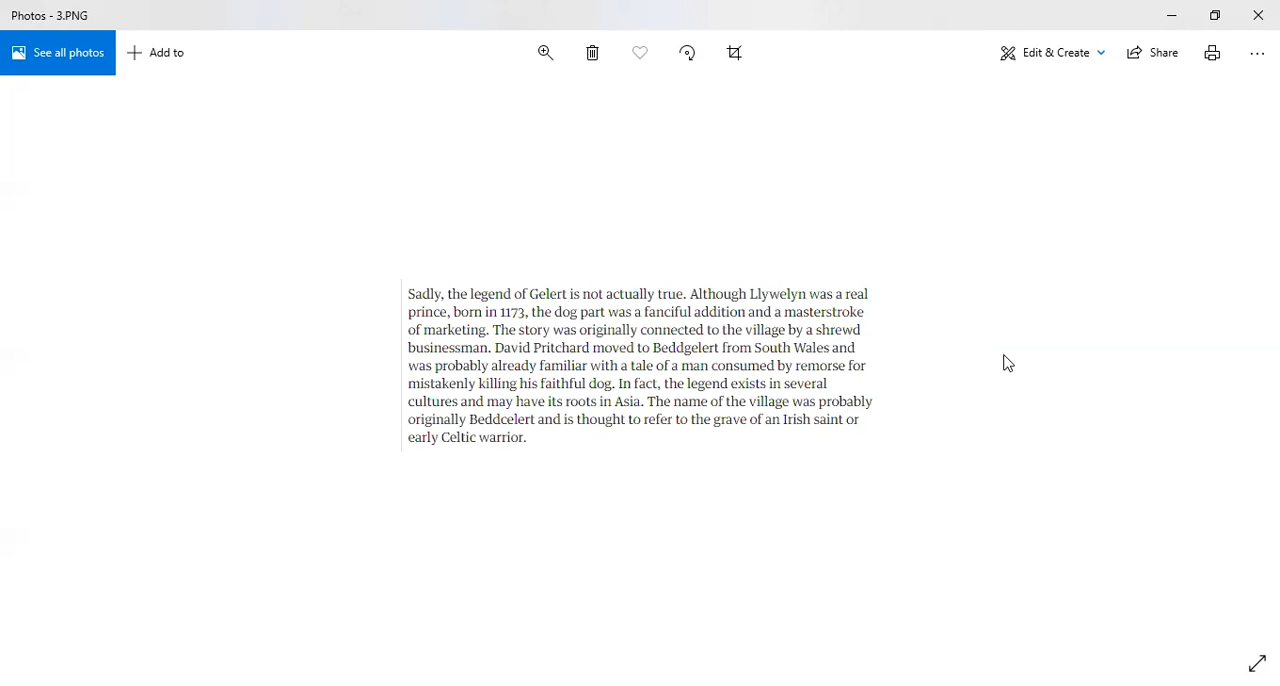 Photos - 3.PNG
See all photos
Add to
Edit & Create
Share
Sadly, the legend of Gelert is not actually true. Although Llywelyn was a real
prince, born in 1173, the dog part was a fanciful addition and a masterstroke
of marketing. The story was originally connected to the village by a shrewd
businessman. David Pritchard moved to Beddgelert from South Wales and
was probably already familiar with a tale of a man consumed by remorse for
mistakenly killing his faithful dog. In fact, the legend exists in several
cultures and may have its roots in Asia. The name of the village was probably
originally Beddcelert and is thought to refer to the grave of an Irish saint or
early Celtic warrior.